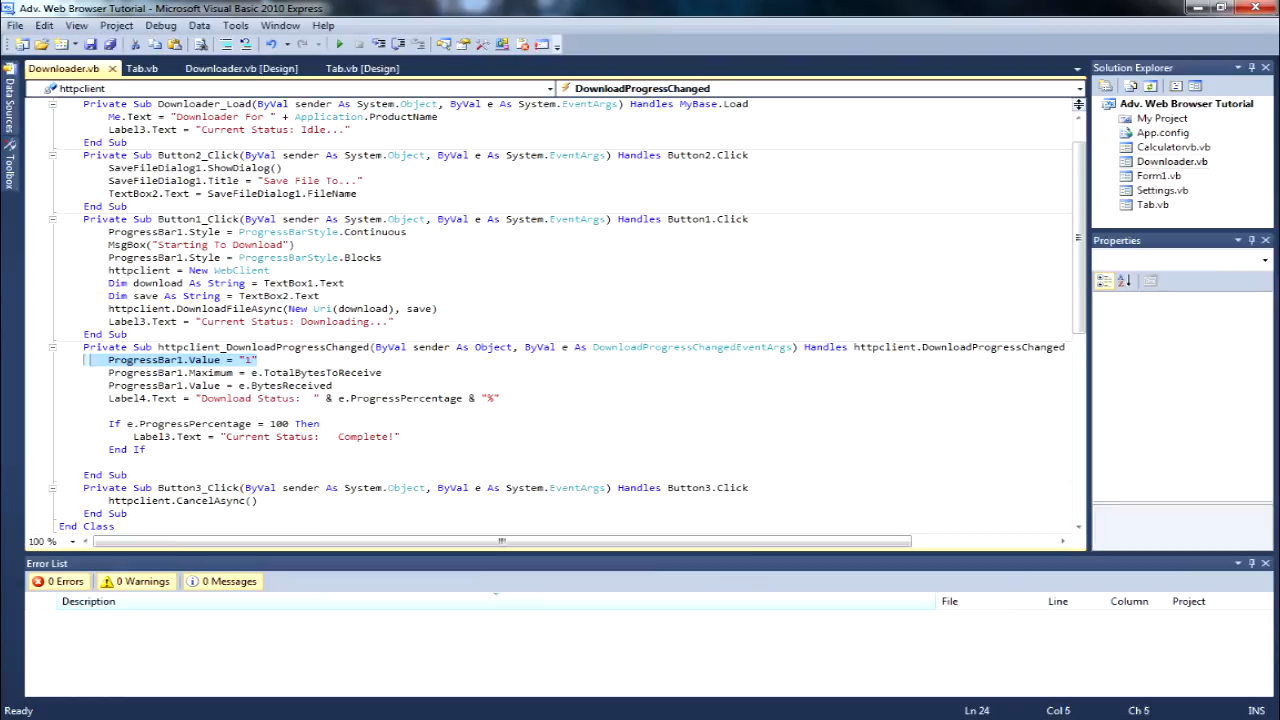 Adv. Web Browser Tutorial - Microsoft Visual Basic 2010 Express
File Edit View Project Debug Data Tools Window Help
Downloader.vb Tab.vb Downloader.vb [Design] Tab.vb [Design]
httpclient DownloadProgressChanged
Data Sources
Toolbox
Private Sub Downloader_Load(ByVal sender As System.Object, ByVal e As System.EventArgs) Handles MyBase.Load
Me.Text = "Downloader For " + Application.ProductName
Label3.Text = "Current Status: Idle..."
End Sub
Private Sub Button2_Click(ByVal sender As System.Object, ByVal e As System.EventArgs) Handles Button2.Click
SaveFileDialog1.ShowDialog()
SaveFileDialog1.Title = "Save File To..."
TextBox2.Text = SaveFileDialog1.FileName
End Sub
Private Sub Button1_Click(ByVal sender As System.Object, ByVal e As System.EventArgs) Handles Button1.Click
ProgressBar1.Style = ProgressBarStyle.Continuous
MsgBox("Starting To Download")
ProgressBar1.Style = ProgressBarStyle.Blocks
httpclient = New WebClient
Dim download As String = TextBox1.Text
Dim save As String = TextBox2.Text
httpclient.DownloadFileAsync(New Uri(download), save)
Label3.Text = "Current Status: Downloading..."
End Sub
Private Sub httpclient_DownloadProgressChanged(ByVal sender As Object, ByVal e As DownloadProgressChangedEventArgs) Handles httpclient.DownloadProgressChanged
ProgressBar1.Value = "1"
ProgressBar1.Maximum = e.TotalBytesToReceive
ProgressBar1.Value = e.BytesReceived
Label4.Text = "Download Status:  " & e.ProgressPercentage & "%"
If e.ProgressPercentage = 100 Then
Label3.Text = "Current Status:   Complete!"
End If
End Sub
Private Sub Button3_Click(ByVal sender As System.Object, ByVal e As System.EventArgs) Handles Button3.Click
httpclient.CancelAsync()
End Sub
End Class
100 %
Solution Explorer
Adv. Web Browser Tutorial
My Project
App.config
Calculatorvb.vb
Downloader.vb
Form1.vb
Settings.vb
Tab.vb
Properties
Error List
0 Errors 0 Warnings 0 Messages
Description File Line Column Project
Ready Ln 24 Col 5 Ch 5 INS